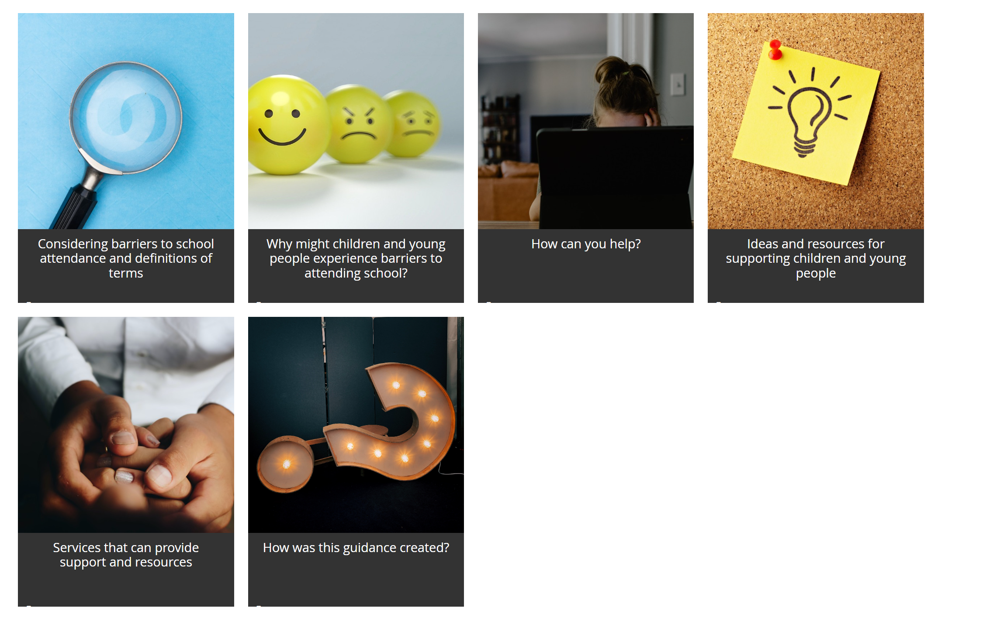 Considering barriers to school
attendance and definitions of
terms
Why might children and young
people experience barriers to
attending school?
How can you help?
Ideas and resources for
supporting children and young
people
Services that can provide
support and resources
How was this guidance created?